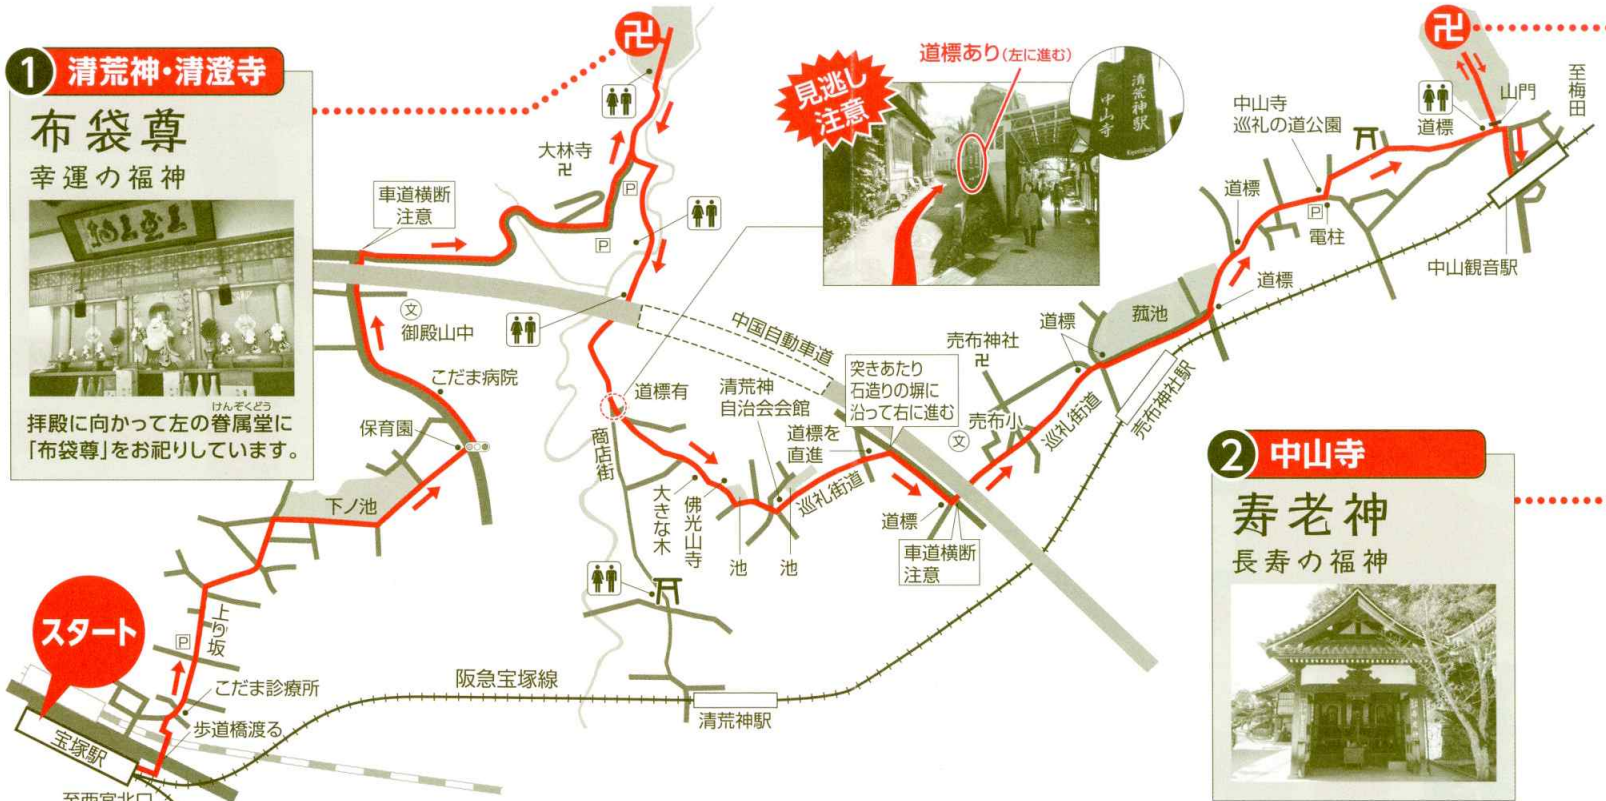 1 清荒神・清澄寺
布袋尊
幸運の福神
拝殿に向かって左の眷属堂に
けんぞくどう
「布袋尊」をお祀りしています。
スタート
宝塚駅
至西宮北口
歩道橋渡る
こだま診療所
P
上り坂
下ノ池
保育園
こだま病院
文
御殿山中
車道横断
注意
大林寺
卍
P
P
卍
中国自動車道
道標有
商店街
大きな木
佛光山寺
池
池
清荒神
自治会会館
巡礼街道
道標を
直進
突きあたり
石造りの塀に
沿って右に進む
道標
車道横断
注意
阪急宝塚線
清荒神駅
見逃し
注意
道標あり(左に進む)
清荒神駅
中山寺
文
売布小
売布神社
卍
巡礼街道
道標
菰池
売布神社駅
道標
道標
P
電柱
中山寺
巡礼の道公園
道標
山門
卍
至梅田
中山観音駅
2 中山寺
寿老神
長寿の福神